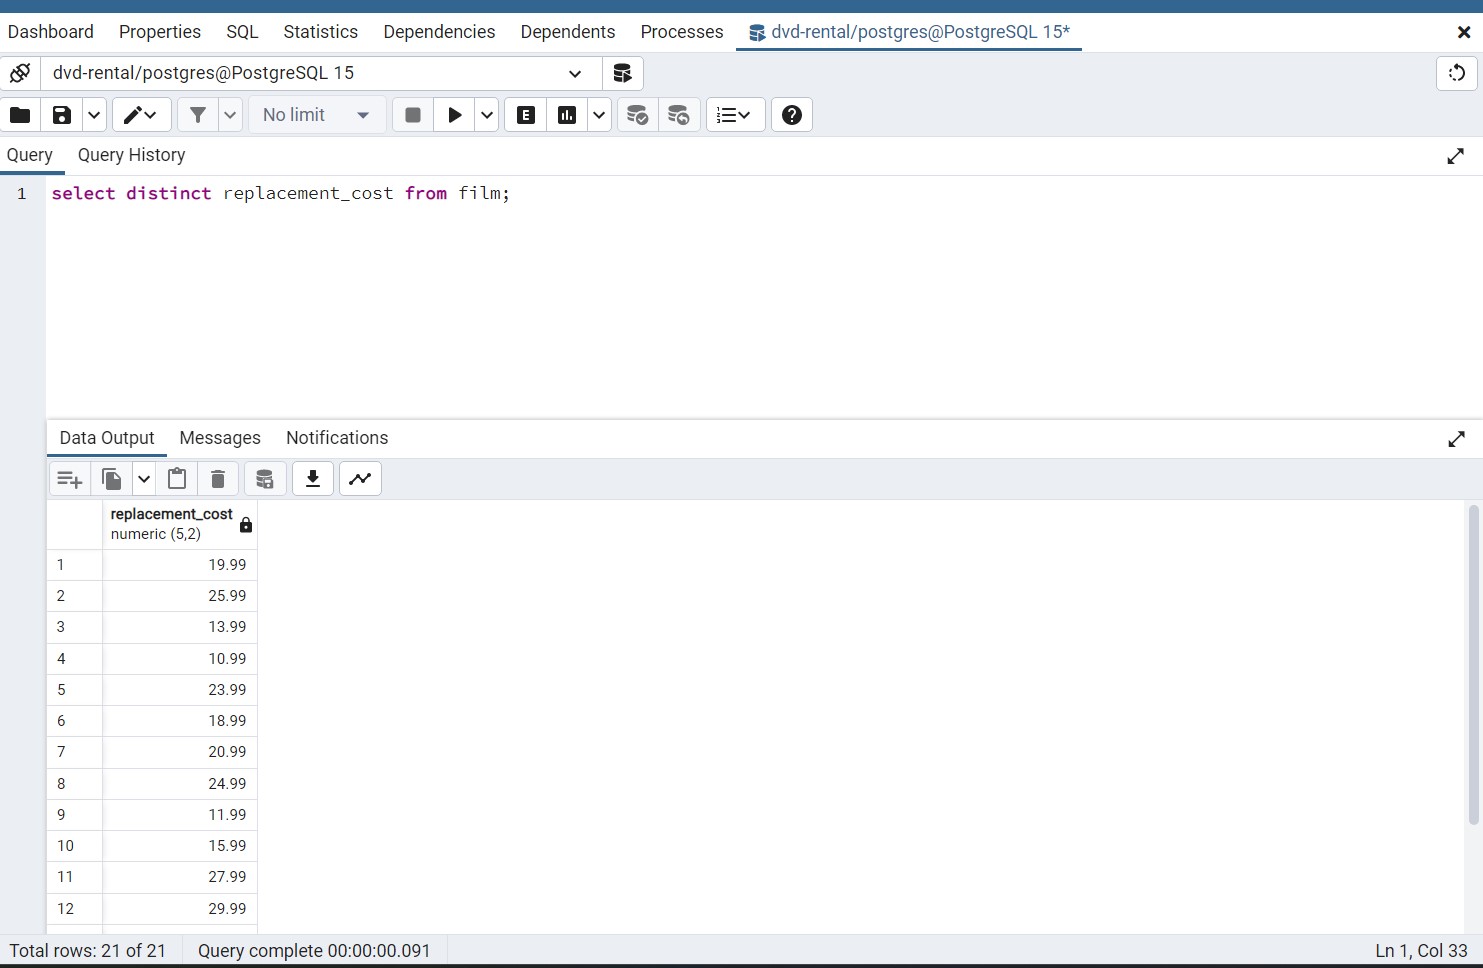 Dashboard Properties SQL Statistics Dependencies Dependents Processes dvd-rental/postgres@PostgreSQL 15*
dvd-rental/postgres@PostgreSQL 15
No limit
E
Query Query History
1 select distinct replacement_cost from film;
Data Output Messages Notifications
replacement_cost
numeric (5,2)
1 19.99
2 25.99
3 13.99
4 10.99
5 23.99
6 18.99
7 20.99
8 24.99
9 11.99
10 15.99
11 27.99
12 29.99
Total rows: 21 of 21 Query complete 00:00:00.091 Ln 1, Col 33